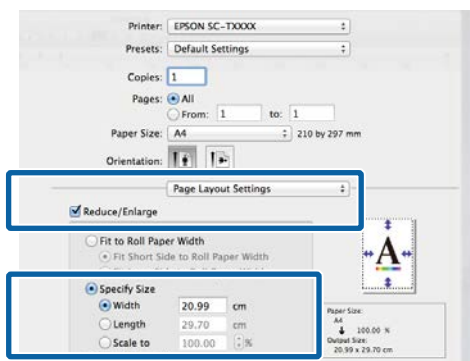 Printer: EPSON SC-TXXXX
Presets: Default Settings
Copies: 1
Pages: All
From: 1 to: 1
Paper Size: A4 210 by 297 mm
Orientation:
Page Layout Settings
Reduce/Enlarge
Fit to Roll Paper Width
Fit Short Side to Roll Paper Width
Specify Size
Width 20.99 cm
Length 29.70 cm
Scale to 100.00 %
A
Paper Size:
A4
100.00 %
Output Size:
20.99 x 29.70 cm